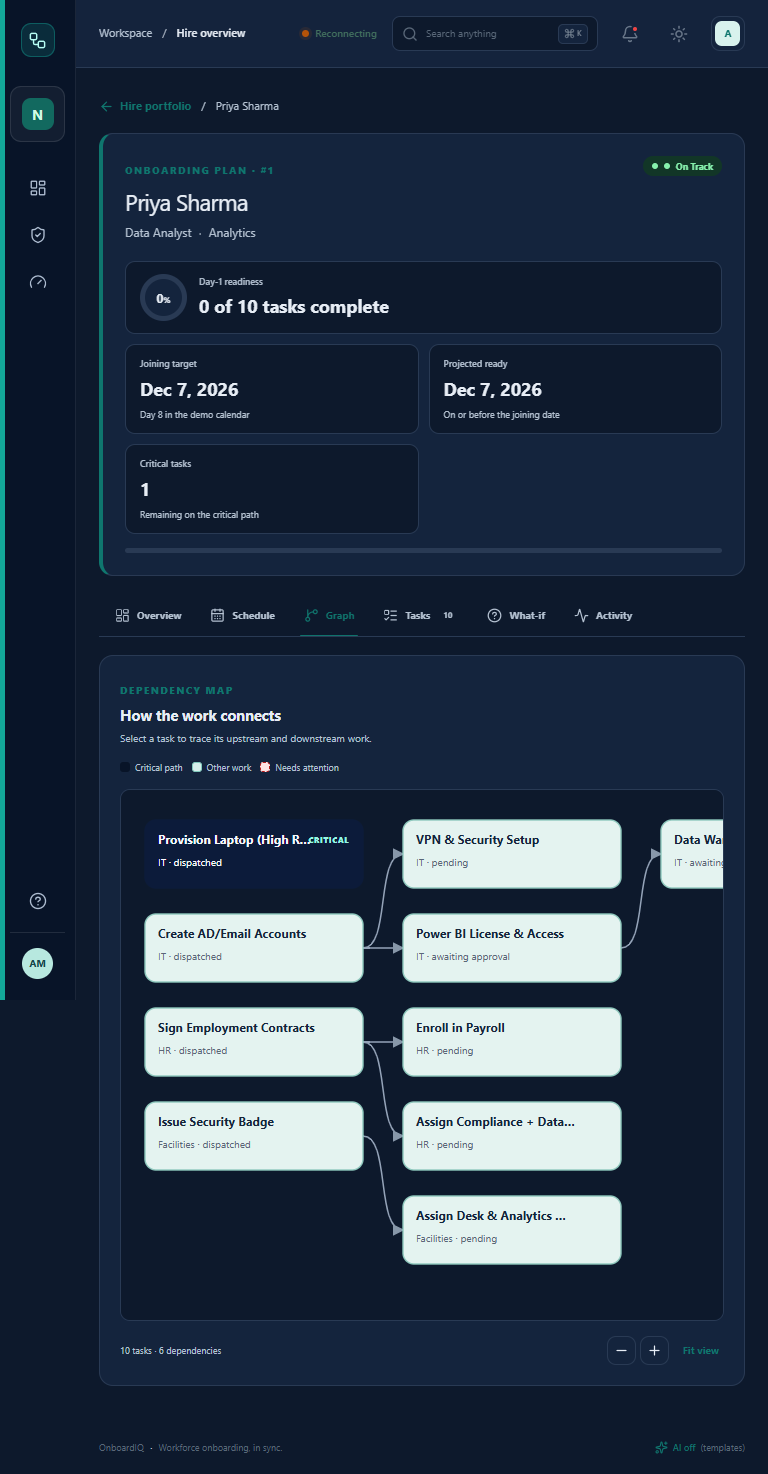 Workspace / Hire overview
Reconnecting
Search anything
⌘ K
A
N
← Hire portfolio / Priya Sharma
ONBOARDING PLAN · #1
On Track
Priya Sharma
Data Analyst · Analytics
0%
Day-1 readiness
0 of 10 tasks complete
Joining target
Dec 7, 2026
Day 8 in the demo calendar
Projected ready
Dec 7, 2026
On or before the joining date
Critical tasks
1
Remaining on the critical path
Overview
Schedule
Graph
Tasks 10
What-if
Activity
DEPENDENCY MAP
How the work connects
Select a task to trace its upstream and downstream work.
Critical path
Other work
Needs attention
Provision Laptop (High R...
CRITICAL
IT · dispatched
VPN & Security Setup
IT · pending
Data Wa
IT · awaiting
Create AD/Email Accounts
IT · dispatched
Power BI License & Access
IT · awaiting approval
Sign Employment Contracts
HR · dispatched
Enroll in Payroll
HR · pending
Issue Security Badge
Facilities · dispatched
Assign Compliance + Data...
HR · pending
Assign Desk & Analytics ...
Facilities · pending
AM
10 tasks · 6 dependencies
Fit view
OnboardIQ · Workforce onboarding, in sync.
AI off (templates)